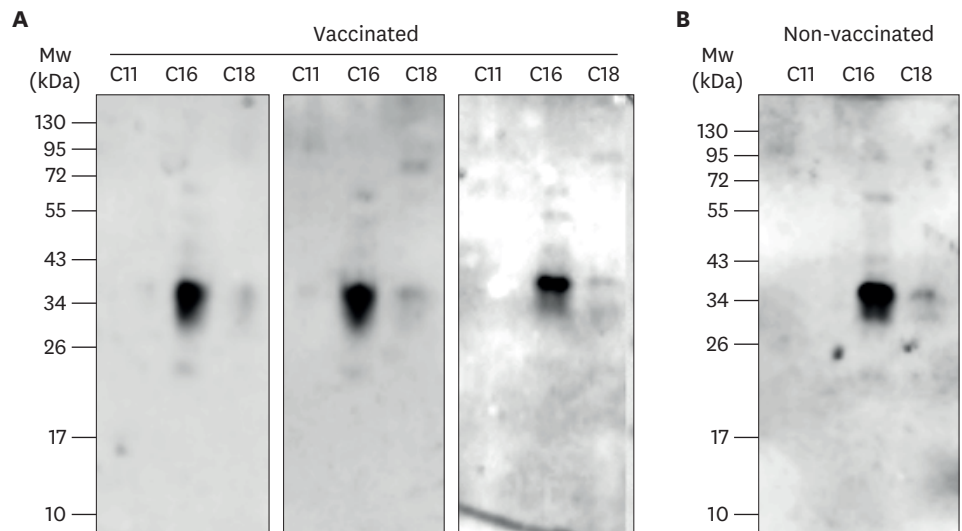 A
Vaccinated
Mw
(kDa)
C11 C16 C18 C11 C16 C18 C11 C16 C18
130
95
72
55
43
34
26
17
10
B
Non-vaccinated
Mw
(kDa)
C11 C16 C18
130
95
72
55
43
34
26
17
10